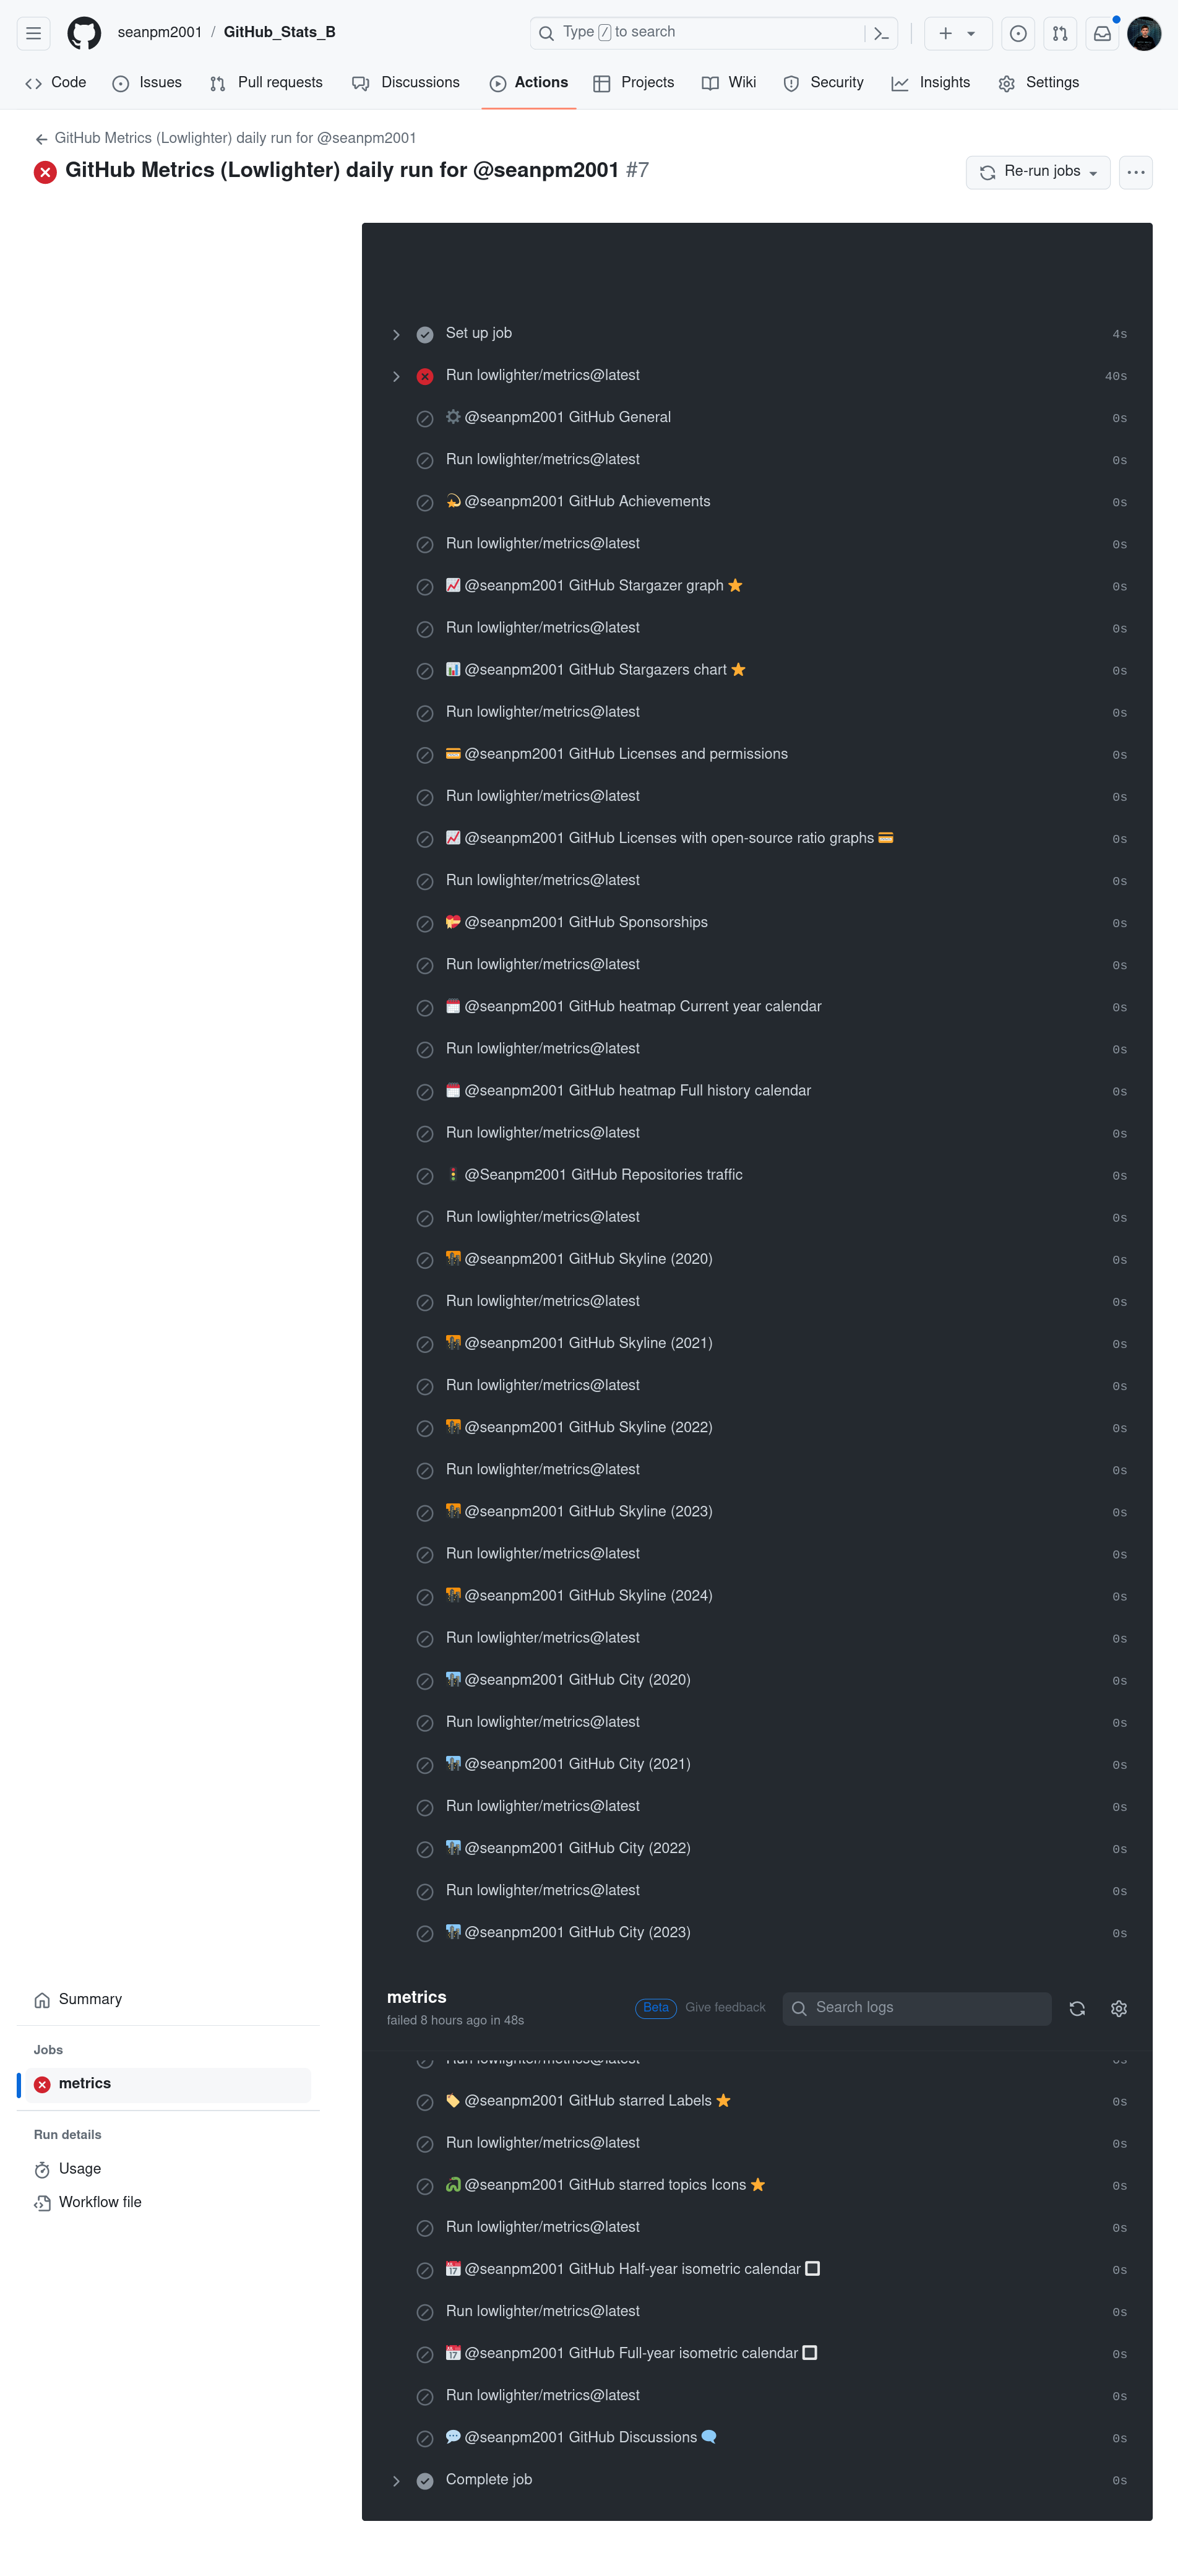 seanpm2001 / GitHub_Stats_B
Type / to search
Code Issues Pull requests Discussions Actions Projects Wiki Security Insights Settings
GitHub Metrics (Lowlighter) daily run for @seanpm2001
GitHub Metrics (Lowlighter) daily run for @seanpm2001 #7
Re-run jobs
Set up job 4s
Run lowlighter/metrics@latest 40s
@seanpm2001 GitHub General 0s
Run lowlighter/metrics@latest 0s
@seanpm2001 GitHub Achievements 0s
Run lowlighter/metrics@latest 0s
@seanpm2001 GitHub Stargazer graph 0s
Run lowlighter/metrics@latest 0s
@seanpm2001 GitHub Stargazers chart 0s
Run lowlighter/metrics@latest 0s
@seanpm2001 GitHub Licenses and permissions 0s
Run lowlighter/metrics@latest 0s
@seanpm2001 GitHub Licenses with open-source ratio graphs 0s
Run lowlighter/metrics@latest 0s
@seanpm2001 GitHub Sponsorships 0s
Run lowlighter/metrics@latest 0s
@seanpm2001 GitHub heatmap Current year calendar 0s
Run lowlighter/metrics@latest 0s
@seanpm2001 GitHub heatmap Full history calendar 0s
Run lowlighter/metrics@latest 0s
@Seanpm2001 GitHub Repositories traffic 0s
Run lowlighter/metrics@latest 0s
@seanpm2001 GitHub Skyline (2020) 0s
Run lowlighter/metrics@latest 0s
@seanpm2001 GitHub Skyline (2021) 0s
Run lowlighter/metrics@latest 0s
@seanpm2001 GitHub Skyline (2022) 0s
Run lowlighter/metrics@latest 0s
@seanpm2001 GitHub Skyline (2023) 0s
Run lowlighter/metrics@latest 0s
@seanpm2001 GitHub Skyline (2024) 0s
Run lowlighter/metrics@latest 0s
@seanpm2001 GitHub City (2020) 0s
Run lowlighter/metrics@latest 0s
@seanpm2001 GitHub City (2021) 0s
Run lowlighter/metrics@latest 0s
@seanpm2001 GitHub City (2022) 0s
Run lowlighter/metrics@latest 0s
@seanpm2001 GitHub City (2023) 0s
Summary
Jobs
metrics
Run details
Usage
Workflow file
metrics
failed 8 hours ago in 48s
Beta Give feedback
Search logs
Run lowlighter/metrics@latest 0s
@seanpm2001 GitHub starred Labels 0s
Run lowlighter/metrics@latest 0s
@seanpm2001 GitHub starred topics Icons 0s
Run lowlighter/metrics@latest 0s
@seanpm2001 GitHub Half-year isometric calendar 0s
Run lowlighter/metrics@latest 0s
@seanpm2001 GitHub Full-year isometric calendar 0s
Run lowlighter/metrics@latest 0s
@seanpm2001 GitHub Discussions 0s
Complete job 0s